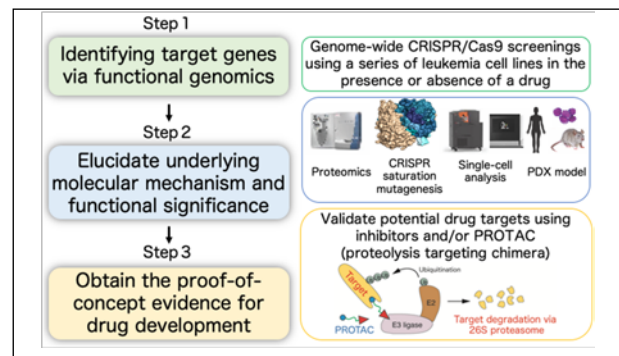 Step 1
Identifying target genes
via functional genomics
Genome-wide CRISPR/Cas9 screenings
using a series of leukemia cell lines in the
presence or absence of a drug
Step 2
Elucidate underlying
molecular mechanism and
functional significance
Proteomics
CRISPR
saturation
mutagenesis
Single-cell
analysis
PDX model
Step 3
Obtain the proof-of-
concept evidence for
drug development
Validate potential drug targets using
inhibitors and/or PROTAC
(proteolysis targeting chimera)
Target
Ubiquitination
E2
E3 ligase
PROTAC
Target degradation via
26S proteasome